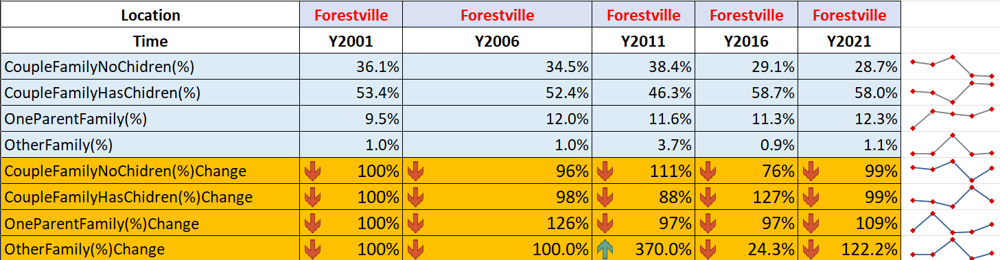 Location Forestville Forestville Forestville Forestville Forestville
Time Y2001 Y2006 Y2011 Y2016 Y2021
CoupleFamilyNoChidren(%) 36.1% 34.5% 38.4% 29.1% 28.7%
CoupleFamilyHasChidren(%) 53.4% 52.4% 46.3% 58.7% 58.0%
OneParentFamily(%) 9.5% 12.0% 11.6% 11.3% 12.3%
OtherFamily(%) 1.0% 1.0% 3.7% 0.9% 1.1%
CoupleFamilyNoChidren(%)Change 100% 96% 111% 76% 99%
CoupleFamilyHasChidren(%)Change 100% 98% 88% 127% 99%
OneParentFamily(%)Change 100% 126% 97% 97% 109%
OtherFamily(%)Change 100% 100.0% 370.0% 24.3% 122.2%